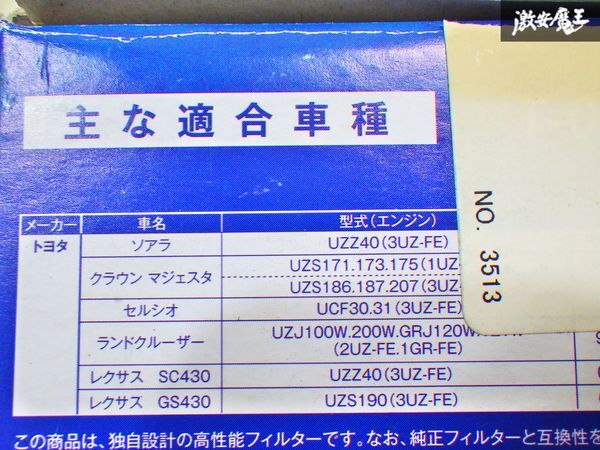 激安魔王
主な適合車種
NO. 3513
メーカー 車名 型式(エンジン)
トヨタ ソアラ UZZ40(3UZ-FE)
クラウン マジェスタ UZS171.173.175(1UZ-
UZS186.187.207(3UZ-
セルシオ UCF30.31(3UZ-FE)
ランドクルーザー UZJ100W.200W.GRJ120W
(2UZ-FE.1GR-FE)
レクサス SC430 UZZ40(3UZ-FE)
レクサス GS430 UZS190(3UZ-FE)
この商品は、独自設計の高性能フィルターです。なお、純正フィルターと互換性を